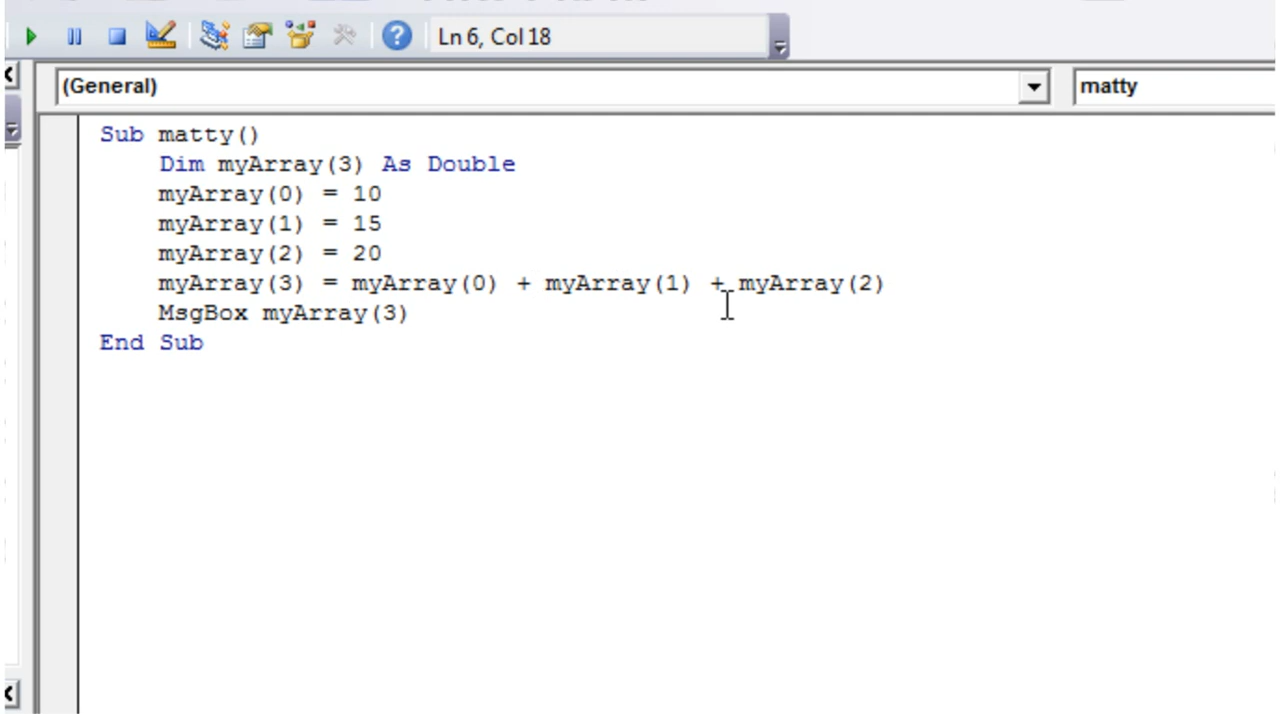 Ln 6, Col 18
(General)
matty
Sub matty()
    Dim myArray(3) As Double
    myArray(0) = 10
    myArray(1) = 15
    myArray(2) = 20
    myArray(3) = myArray(0) + myArray(1) + myArray(2)
    MsgBox myArray(3)
End Sub